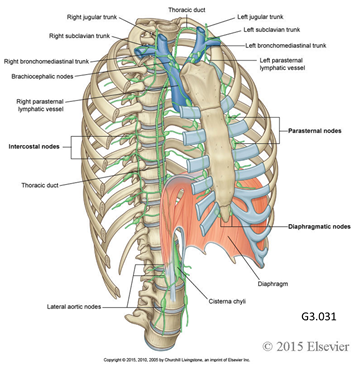 Thoracic duct
Right jugular trunk
Left jugular trunk
Left subclavian trunk
Right subclavian trunk
Left bronchomediastinal trunk
Right bronchomediastinal trunk
Left parasternal
lymphatic vessel
Brachiocephalic nodes
Right parasternal
lymphatic vessel
Parasternal nodes
Intercostal nodes
Thoracic duct
Diaphragmatic nodes
Diaphragm
Cisterna chyli
Lateral aortic nodes
G3.031
© 2015 Elsevier
Copyright © 2015, 2010, 2005 by Churchill Livingstone, an imprint of Elsevier Inc.